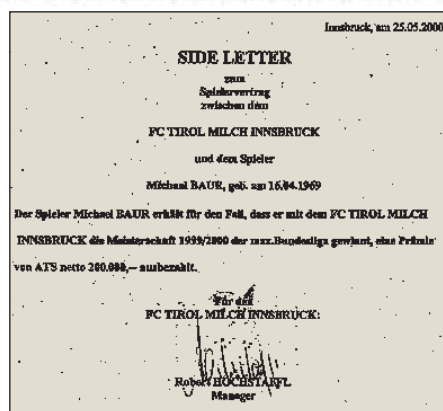 Innsbruck, am 25.05.2000
SIDE LETTER
zum
Spielervertrag
zwischen dem
FC TIROL MILCH INNSBRUCK
und dem Spieler
Michael BAUR, geb. am 16.04.1969
Der Spieler Michael BAUR erhält für den Fall, dass er mit dem FC TIROL MILCH
INNSBRUCK die Meisterschaft 1999/2000 der max.Bundesliga gewinnt, eine Prämie
von ATS netto 200.000,-- ausbezahlt.
Für den
FC TIROL MILCH INNSBRUCK:
Robert HOCHSTAFFL
Manager